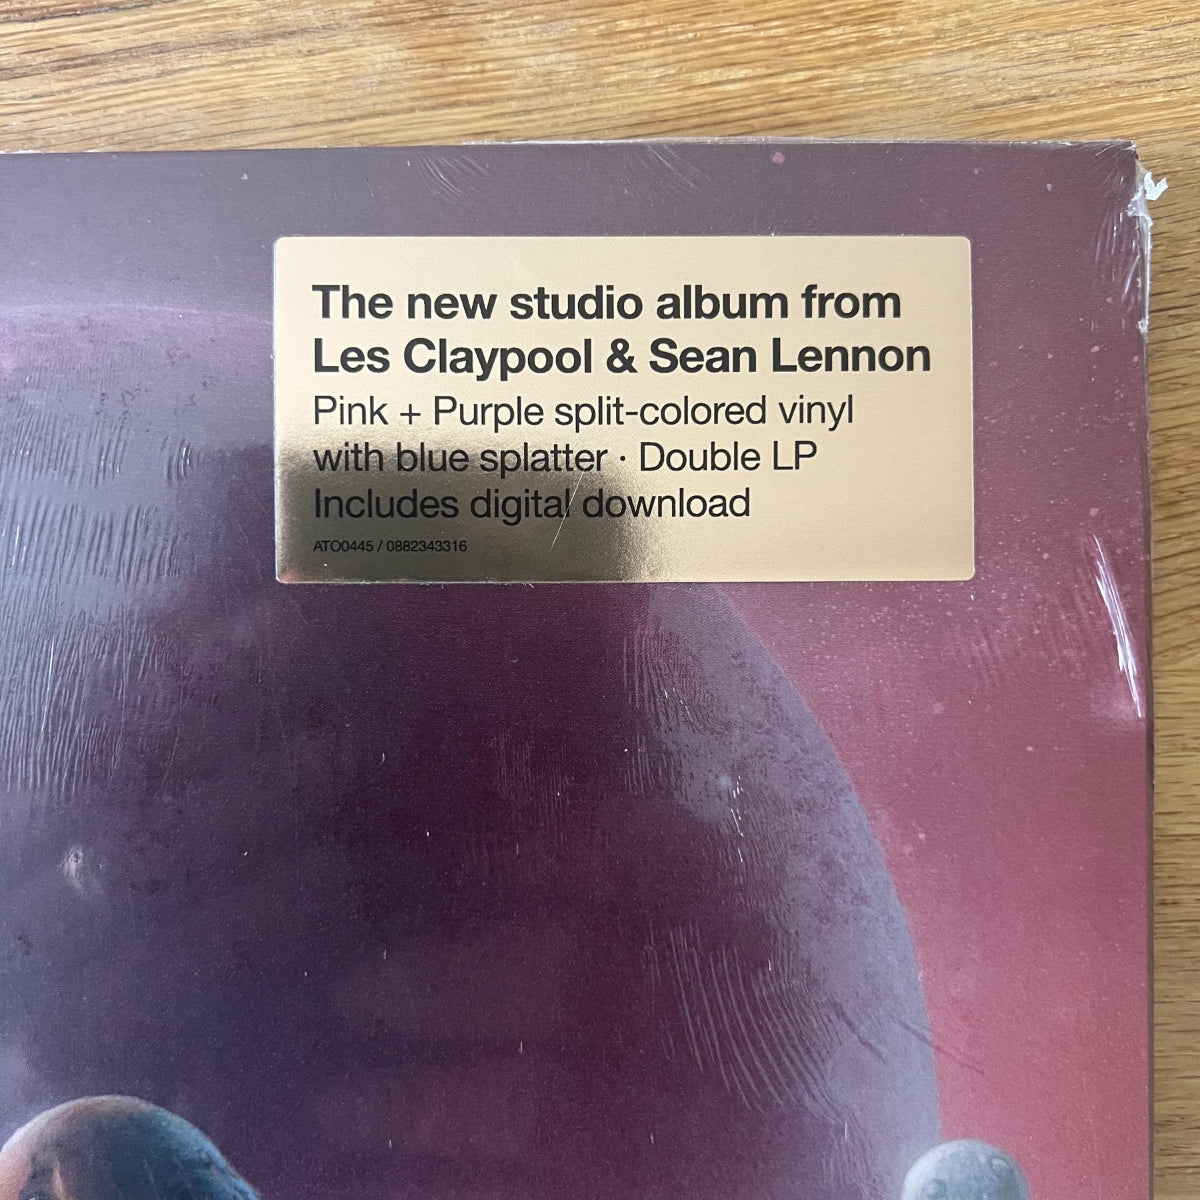 The new studio album from
Les Claypool & Sean Lennon
Pink + Purple split-colored vinyl
with blue splatter · Double LP
Includes digital download
ATO0445 / 0882343316